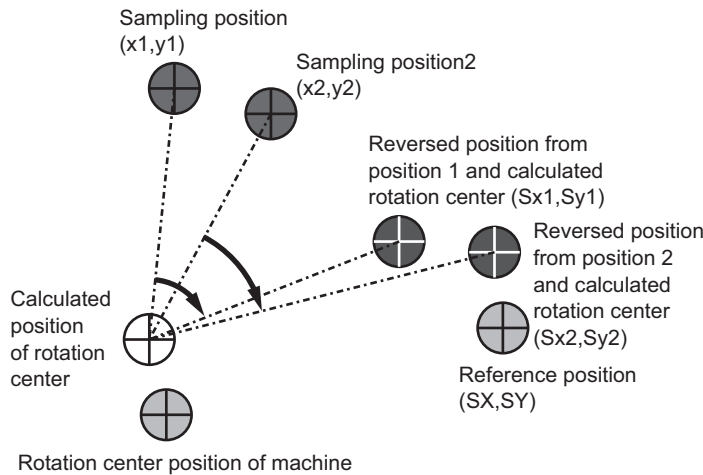 Sampling position
(x1,y1)
Sampling position2
(x2,y2)
Reversed position from
position 1 and calculated
rotation center (Sx1,Sy1)
Reversed position
from position 2
and calculated
rotation center
(Sx2,Sy2)
Calculated
position
of rotation
center
Reference position
(SX,SY)
Rotation center position of machine